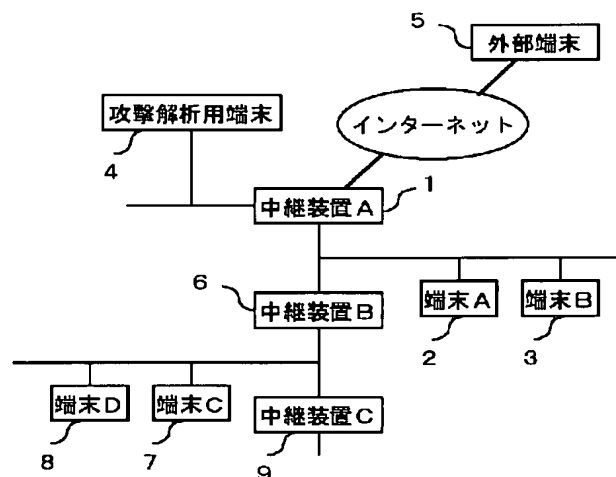 5
外部端末
攻撃解析用端末
4
インターネット
1
中継装置A
6
中継装置B
端末A
端末B
2
3
端末D
端末C
中継装置C
8
7
9